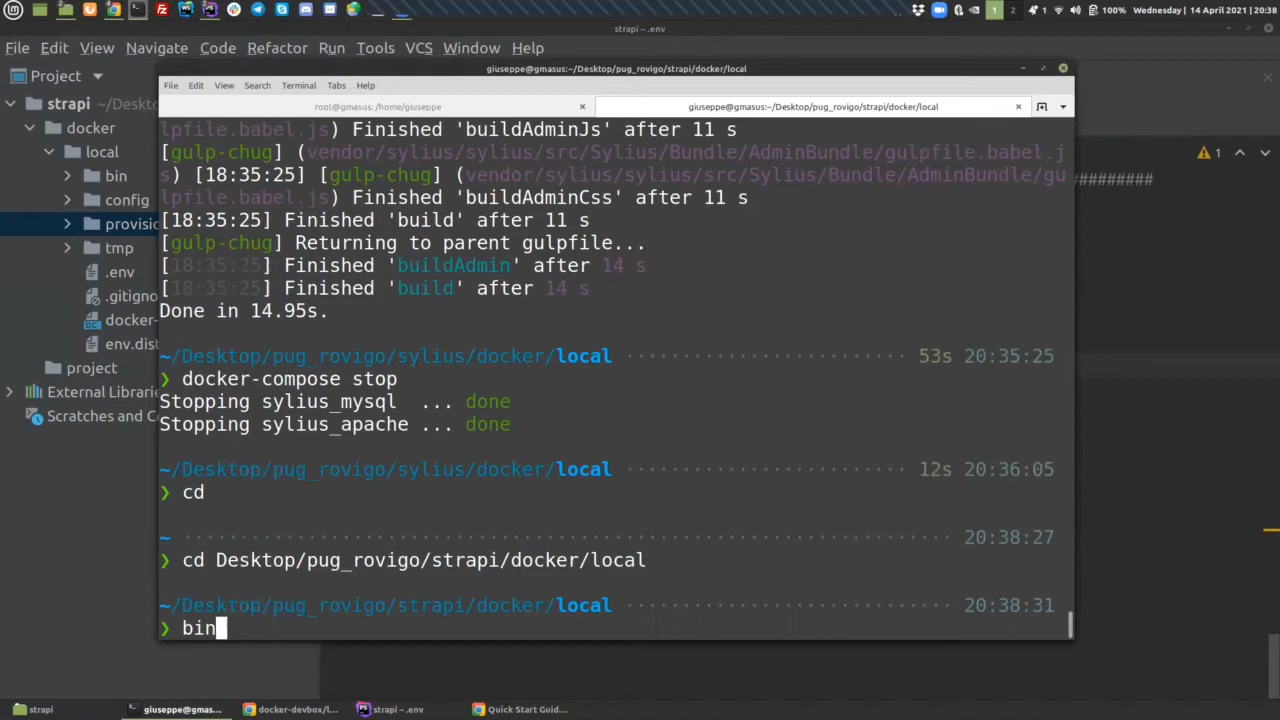 100% Wednesday | 14 April 2021 | 20:38
strapi – .env
File Edit View Navigate Code Refactor Run Tools VCS Window Help
Project
giuseppe@gmasus:~/Desktop/pug_rovigo/strapi/docker/local
File Edit View Search Terminal Tabs Help
root@gmasus: /home/giuseppe
giuseppe@gmasus:~/Desktop/pug_rovigo/strapi/docker/local
strapi ~/Deskto
docker
local
bin
config
provisio
tmp
.env
.gitigno
docker-
env.dist
project
External Librarie
Scratches and Co
1
#########
lpfile.babel.js) Finished 'buildAdminJs' after 11 s
[gulp-chug] (vendor/sylius/sylius/src/Sylius/Bundle/AdminBundle/gulpfile.babel.j
s) [18:35:25] [gulp-chug] (vendor/sylius/sylius/src/Sylius/Bundle/AdminBundle/gu
lpfile.babel.js) Finished 'buildAdminCss' after 11 s
[18:35:25] Finished 'build' after 11 s
[gulp-chug] Returning to parent gulpfile...
[18:35:25] Finished 'buildAdmin' after 14 s
[18:35:25] Finished 'build' after 14 s
Done in 14.95s.
~/Desktop/pug_rovigo/sylius/docker/local 53s 20:35:25
❯ docker-compose stop
Stopping sylius_mysql ... done
Stopping sylius_apache ... done
~/Desktop/pug_rovigo/sylius/docker/local 12s 20:36:05
❯ cd
~ 20:38:27
❯ cd Desktop/pug_rovigo/strapi/docker/local
~/Desktop/pug_rovigo/strapi/docker/local 20:38:31
❯ bin
strapi
giuseppe@gmas...
docker-devbox/l...
strapi – .env
Quick Start Guid...